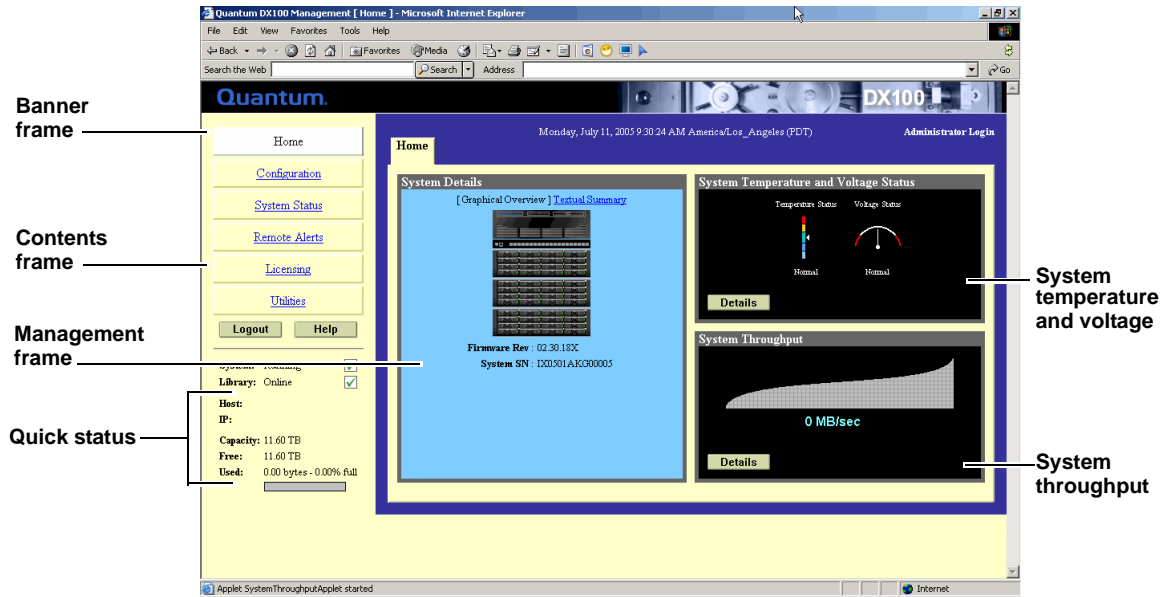 Quantum DX100 Management [ Home ] - Microsoft Internet Explorer
File Edit View Favorites Tools Help
Back Favorites Media
Search the Web Search Address Go
Quantum. DX100
Banner frame
Contents frame
Management frame
Quick status
Home
Configuration
System Status
Remote Alerts
Licensing
Utilities
Logout Help
System: Running
Library: Online
Host:
IP:
Capacity: 11.60 TB
Free: 11.60 TB
Used: 0.00 bytes - 0.00% full
Monday, July 11, 2005 9:30:24 AM America/Los_Angeles (PDT) Administrator Login
Home
System Details
[ Graphical Overview ] Textual Summary
Firmware Rev : 02.30.18X
System SN : IX0501AKG00005
System Temperature and Voltage Status
Temperature Status Voltage Status
Normal Normal
Details
System Throughput
0 MB/sec
Details
System temperature and voltage
System throughput
Applet SystemThroughputApplet started Internet